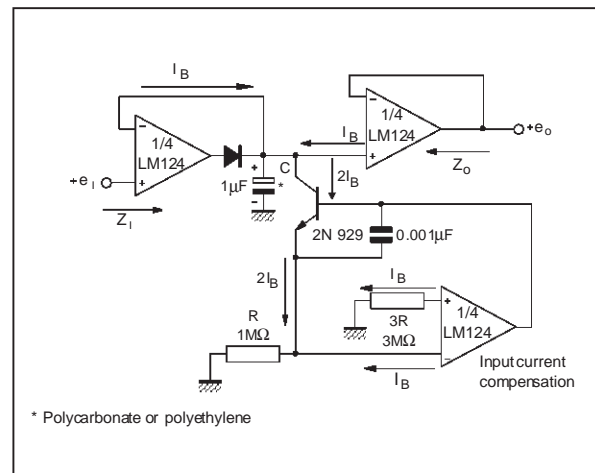 I B
1/4
LM124
+e I
Z I
1µF
*
+
-
C
I B
2I B
1/4
LM124
+e o
Z o
2N 929
0.001µF
2I B
R
1MΩ
I B
3R
3MΩ
I B
1/4
LM124
Input current
compensation
* Polycarbonate or polyethylene